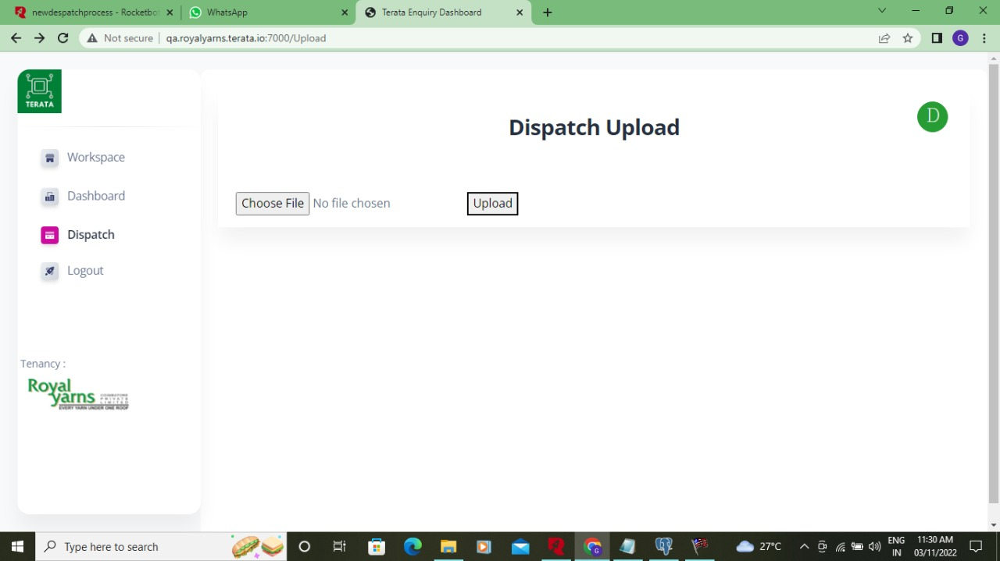 newdespatchprocess - Rocketbot
WhatsApp
Terata Enquiry Dashboard
Not secure
qa.royalyarns.terata.io:7000/Upload
G
TERATA
Dispatch Upload
D
Workspace
Dashboard
Choose File
No file chosen
Upload
Dispatch
Logout
Tenancy :
Royal
yarns
COIMBATORE
PRIVATE
LIMITED
EVERY YARN UNDER ONE ROOF
Type here to search
27°C
ENG
IN
11:30 AM
03/11/2022